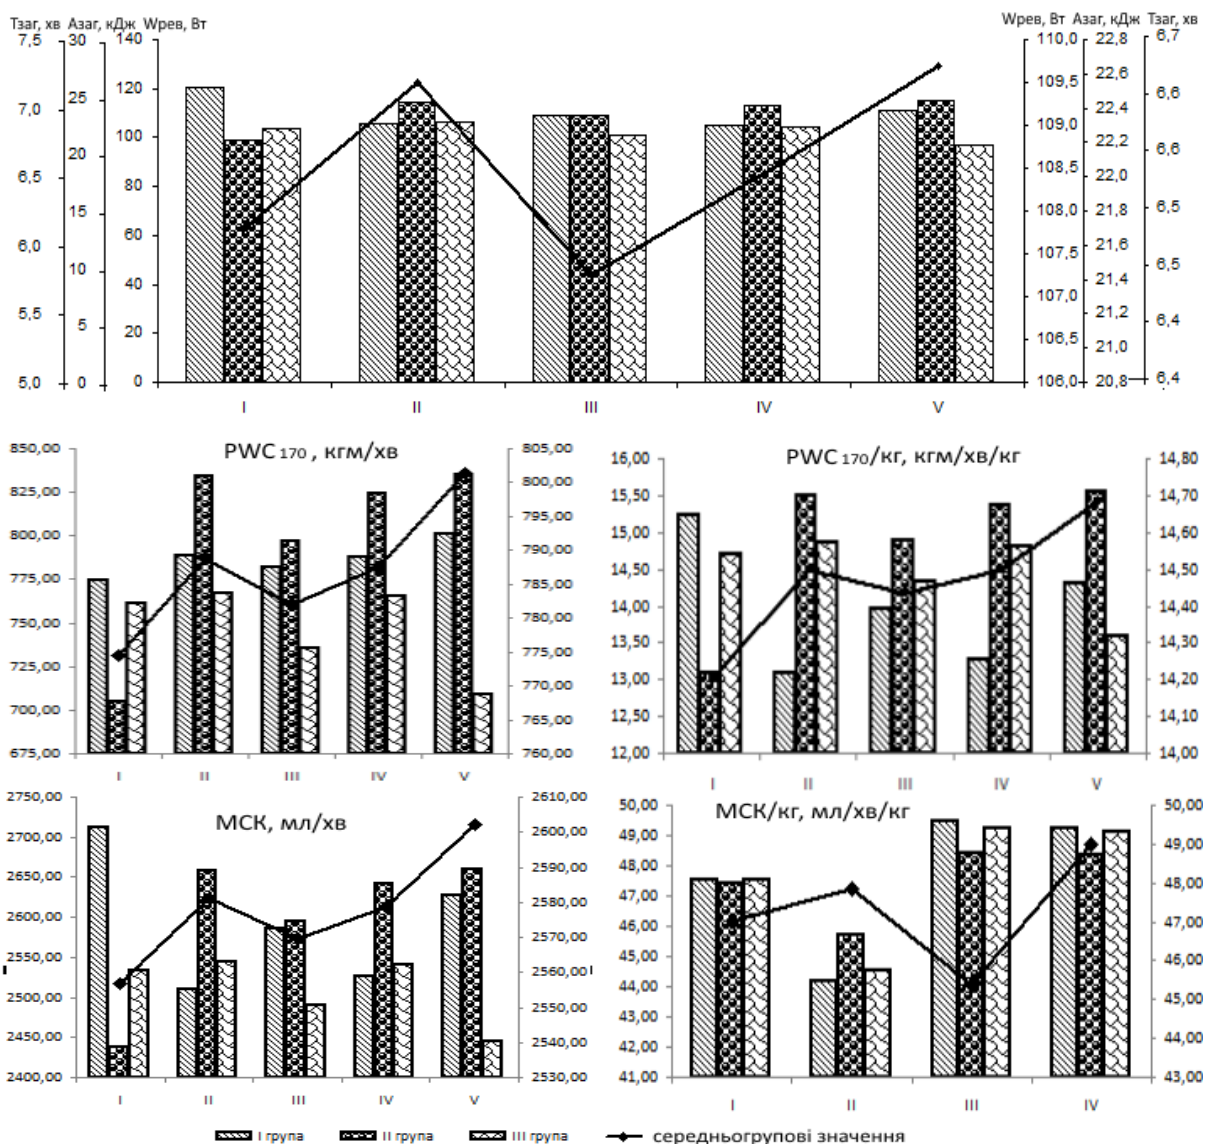 Тзаг, хв Азаг, кДж Wрев, Вт
Wрев, Вт Азаг, кДж Тзаг, хв
7,5 30 140 110,0 22,8 6,7
120 109,5 22,6
7,0 25 109,0 22,4 6,6
100 22,2
6,5 20 80 108,5 22,0 6,6
108,0 21,8 6,5
6,0 15 60 107,5 21,6
10 40 107,0 21,4 6,5
5,5 5 20 106,5 21,2 6,4
21,0
5,0 0 0 106,0 20,8 6,4
I II III IV V
PWC 170 , кгм/хв
850,00 805,00
825,00 800,00
800,00 795,00
775,00 790,00
750,00 785,00
725,00 780,00
700,00 775,00
675,00 770,00
765,00
760,00
I II III IV V
PWC 170/кг, кгм/хв/кг
16,00 14,80
15,50 14,70
15,00 14,60
14,50 14,50
14,00 14,40
13,50 14,30
13,00 14,20
12,50 14,10
12,00 14,00
I II III IV V
МСК, мл/хв
2750,00 2610,00
2700,00 2600,00
2650,00 2590,00
2600,00 2580,00
2550,00 2570,00
2500,00 2560,00
2450,00 2550,00
2400,00 2540,00
2530,00
I II III IV V
МСК/кг, мл/хв/кг
50,00 50,00
49,00 49,00
48,00 48,00
47,00 47,00
46,00 46,00
45,00 45,00
44,00 44,00
43,00 43,00
42,00
41,00
I II III IV
I група II група III група середньогрупові значення